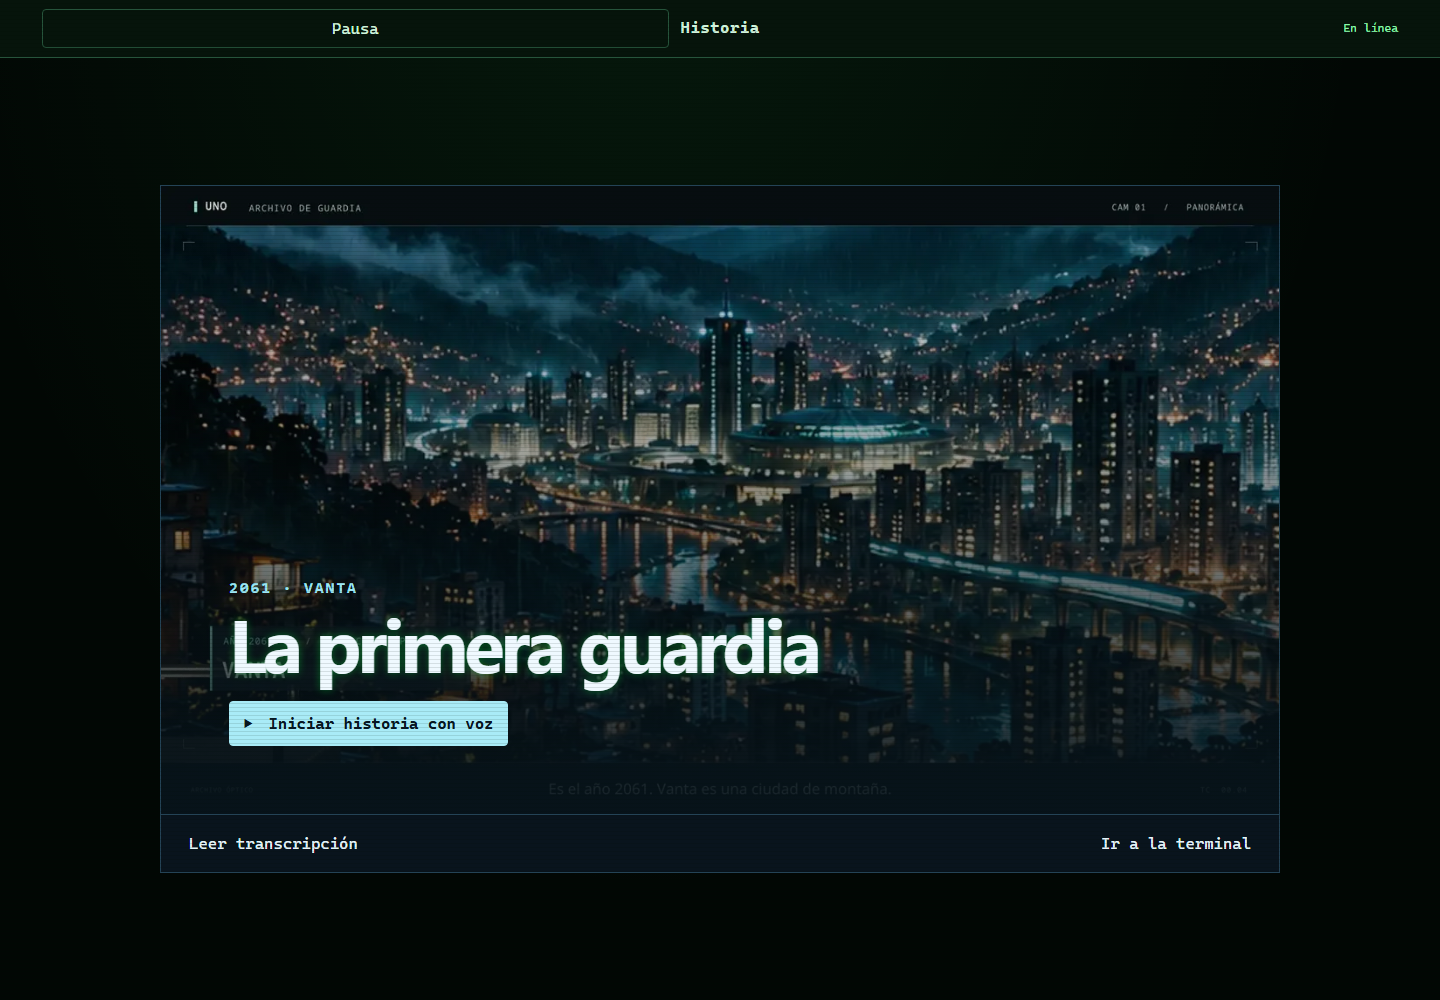 Pausa
Historia
En línea
UNO
ARCHIVO DE GUARDIA
CAM 01 / PANORÁMICA
2061 · VANTA
La primera guardia
VANTA
▶ Iniciar historia con voz
Es el año 2061. Vanta es una ciudad de montaña.
Leer transcripción
Ir a la terminal